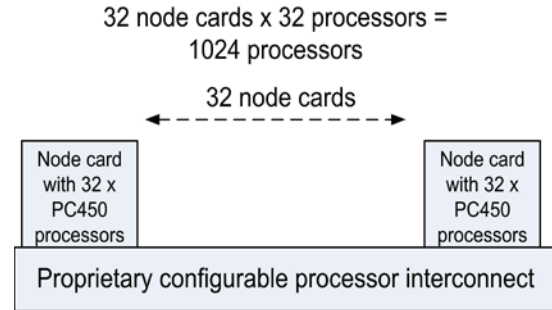 32 node cards x 32 processors =
1024 processors
32 node cards
Node card
with 32 x
PC450
processors
Node card
with 32 x
PC450
processors
Proprietary configurable processor interconnect